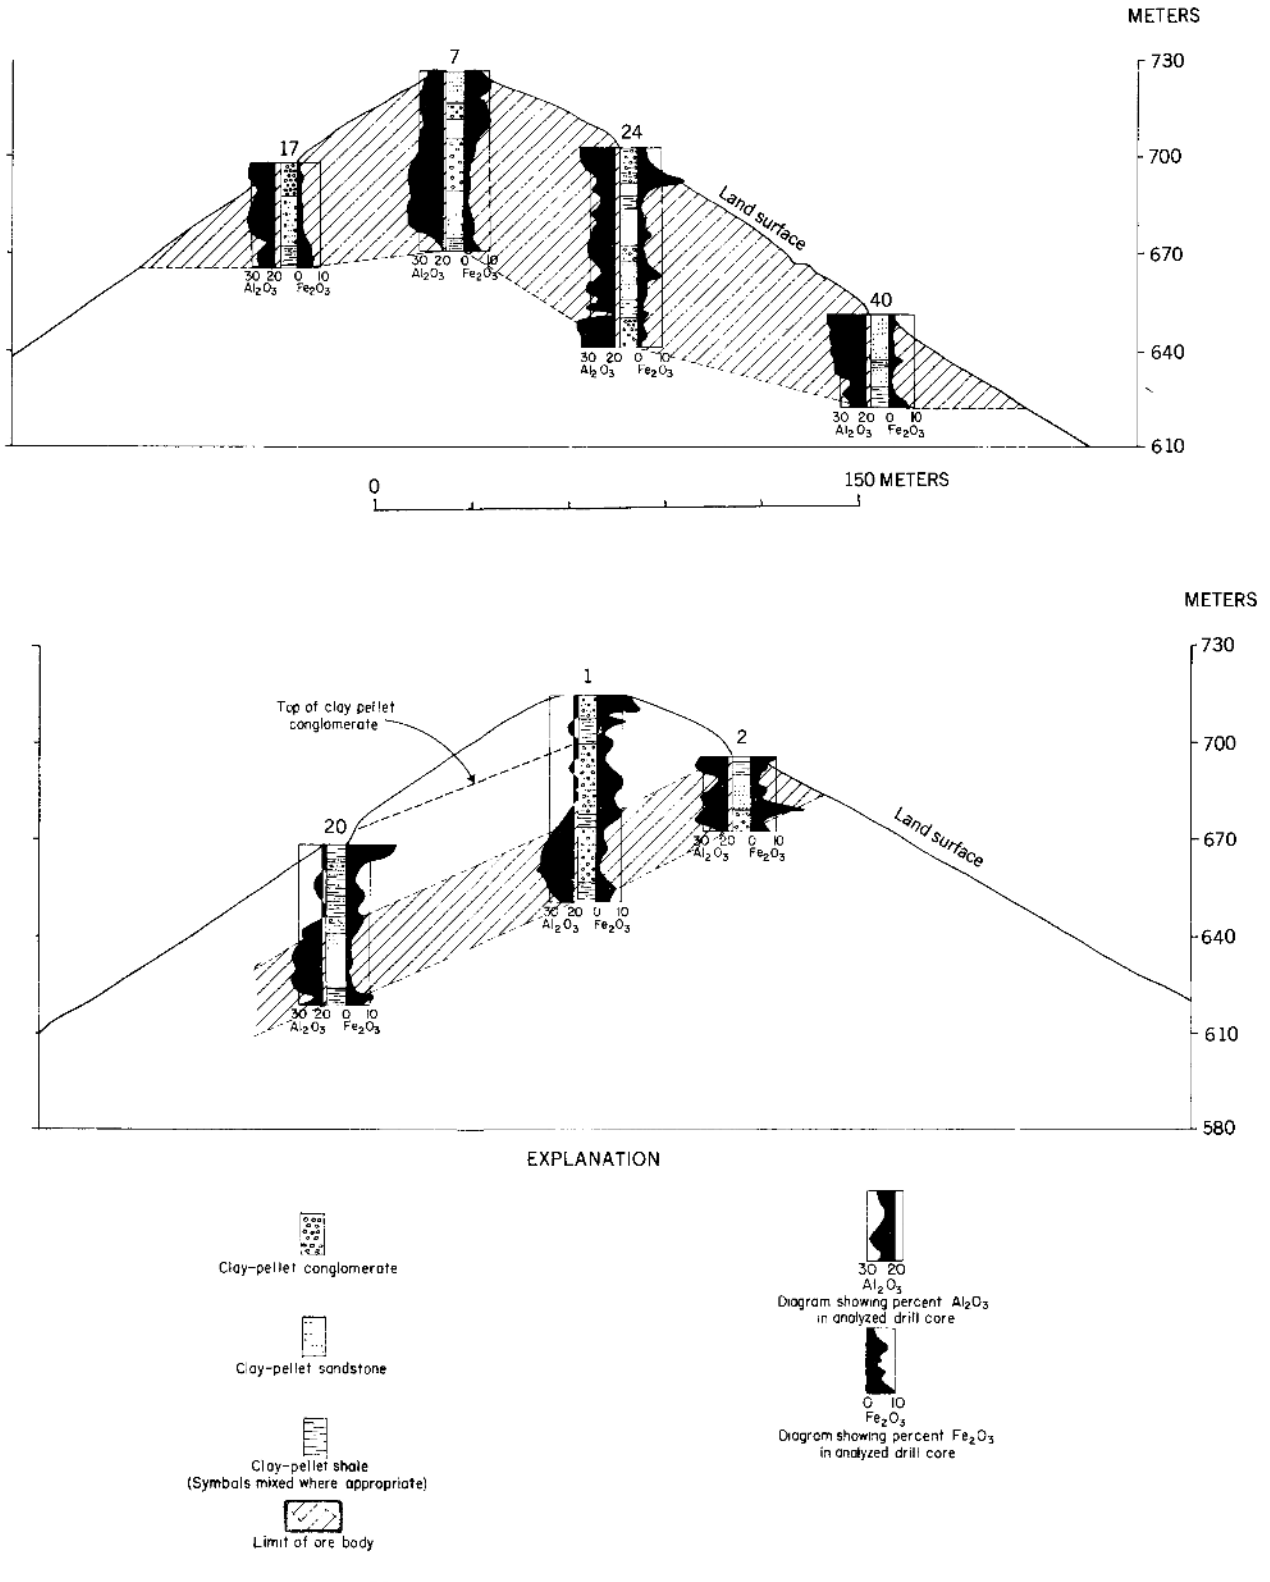 METERS
730
7
24
17
700
Land surface
670
30 20 0 10
Al2O3 Fe2O3
30 20 0 10
Al2O3 Fe2O3
40
640
30 20 0 10
Al2O3 Fe2O3
30 20 0 10
Al2O3 Fe2O3
610
0 150 METERS
METERS
730
1
Top of clay pellet
conglomerate
2
700
20
Land surface
670
30 20 0 10
Al2O3 Fe2O3
30 20 0 10
Al2O3 Fe2O3
640
30 20 0 10
Al2O3 Fe2O3
610
580
EXPLANATION
Clay-pellet conglomerate
Clay-pellet sandstone
Clay-pellet shale
(Symbols mixed where appropriate)
Limit of ore body
30 20
Al2O3
Diagram showing percent Al2O3
in analyzed drill core
0 10
Fe2O3
Diagram showing percent Fe2O3
in analyzed drill core